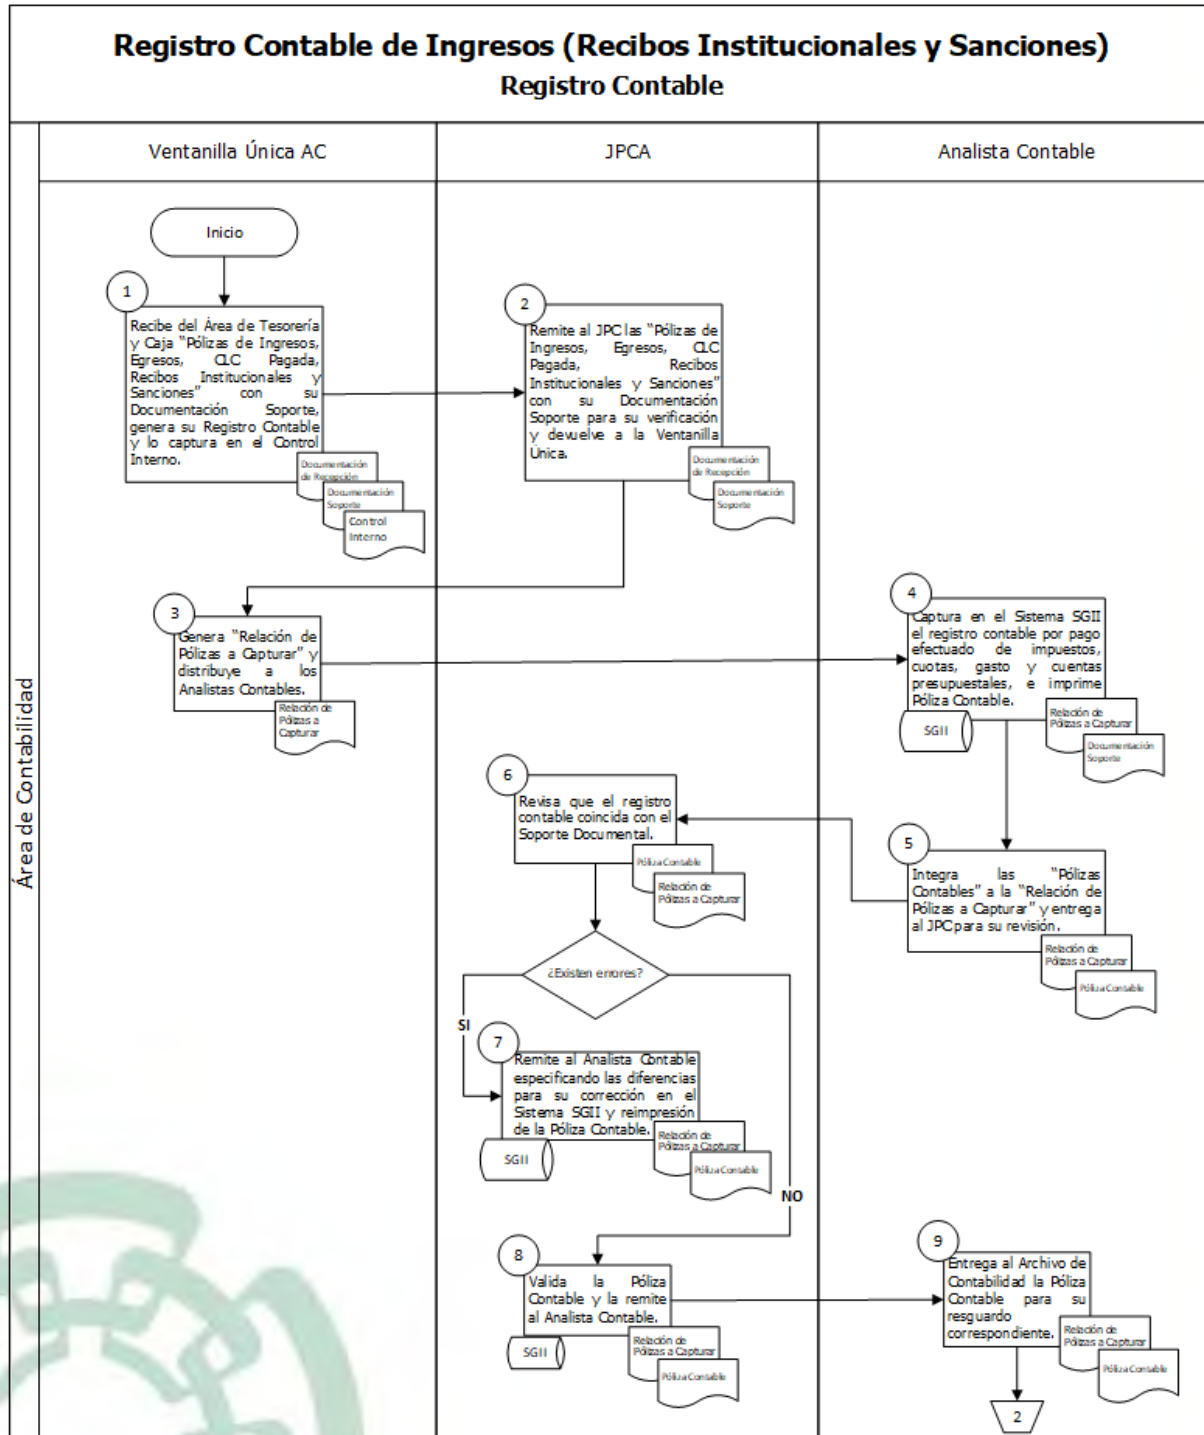 Registro Contable de Ingresos (Recibos Institucionales y Sanciones)
Registro Contable
Área de Contabilidad
Ventanilla Única AC
JPCA
Analista Contable
Inicio
1
Recibe del Área de Tesorería
y Caja “Pólizas de Ingresos,
Egresos, CLC Pagada,
Recibos Institucionales y
Sanciones” con su
Documentación Soporte,
genera su Registro Contable
y lo captura en el Control
Interno.
Documentación
de Recepción
Documentación
Soporte
Control
Interno
2
Remite al JPC las “Pólizas de
Ingresos, Egresos, CLC
Pagada, Recibos
Institucionales y Sanciones”
con su Documentación
Soporte para su verificación
y devuelve a la Ventanilla
Única.
Documentación
de Recepción
Documentación
Soporte
3
Genera “Relación de
Pólizas a Capturar” y
distribuye a los
Analistas Contables.
Relación de
Pólizas a
Capturar
4
Captura en el Sistema SGII
el registro contable por pago
efectuado de impuestos,
cuotas, gasto y cuentas
presupuestales, e imprime
Póliza Contable.
SGII
Relación de
Pólizas a Capturar
Documentación
Soporte
5
Integra las “Pólizas
Contables” a la “Relación de
Pólizas a Capturar” y entrega
al JPC para su revisión.
Relación de
Pólizas a Capturar
Póliza Contable
6
Revisa que el registro
contable coincida con el
Soporte Documental.
Póliza Contable
Relación de
Pólizas a Capturar
¿Existen errores?
SI
7
Remite al Analista Contable
especificando las diferencias
para su corrección en el
Sistema SGII y reimpresión
de la Póliza Contable.
SGII
Relación de
Pólizas a Capturar
Póliza Contable
NO
8
Valida la Póliza
Contable y la remite
al Analista Contable.
SGII
Relación de
Pólizas a Capturar
Póliza Contable
9
Entrega al Archivo de
Contabilidad la Póliza
Contable para su
resguardo
correspondiente.
Relación de
Pólizas a Capturar
Póliza Contable
2